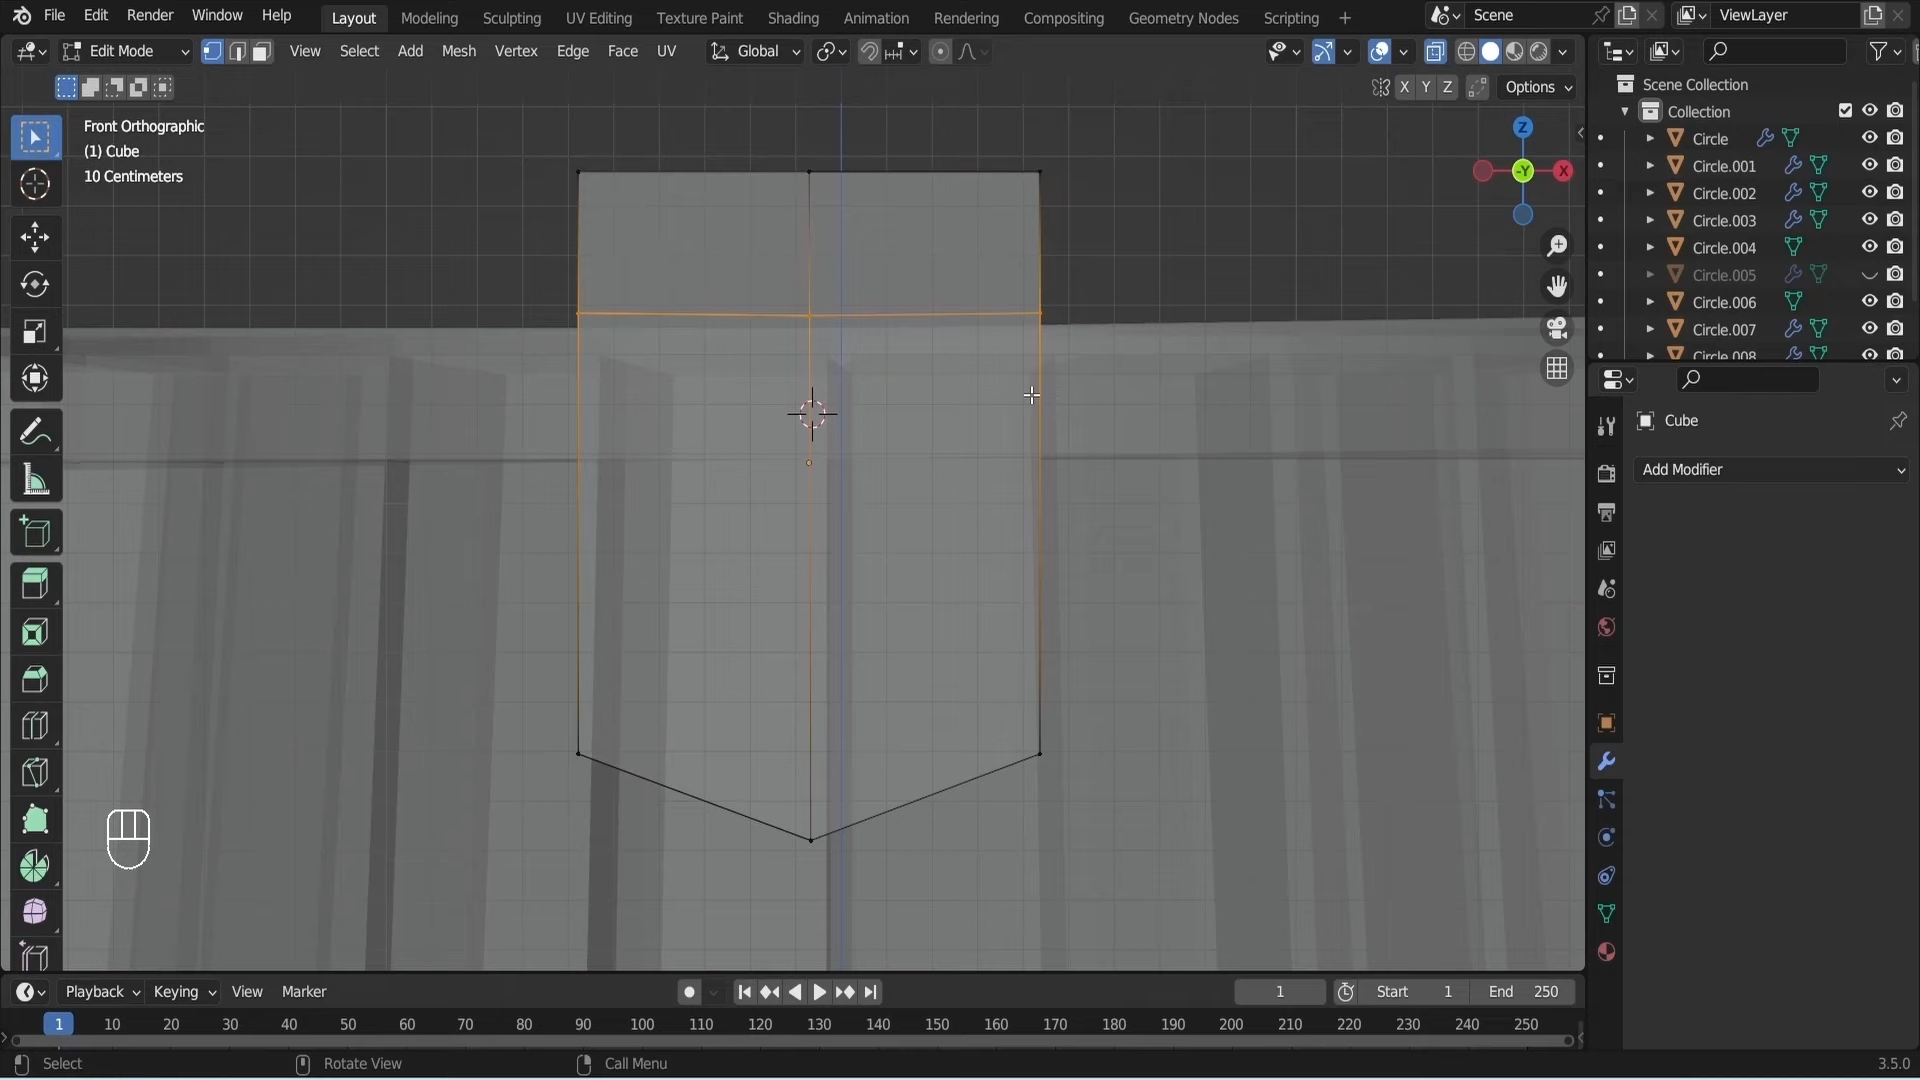 File Edit Render Window Help Layout Modeling Sculpting UV Editing Texture Paint Shading Animation Rendering Compositing Geometry Nodes Scripting + Scene ViewLayer
Edit Mode View Select Add Mesh Vertex Edge Face UV Global
X Y Z Options
Front Orthographic
(1) Cube
10 Centimeters
Z
-Y
X
Scene Collection
Collection
Circle
Circle.001
Circle.002
Circle.003
Circle.004
Circle.005
Circle.006
Circle.007
Circle.008
Cube
Add Modifier
Playback Keying View Marker 1 Start 1 End 250
1 10 20 30 40 50 60 70 80 90 100 110 120 130 140 150 160 170 180 190 200 210 220 230 240 250
Select Rotate View Call Menu 3.5.0